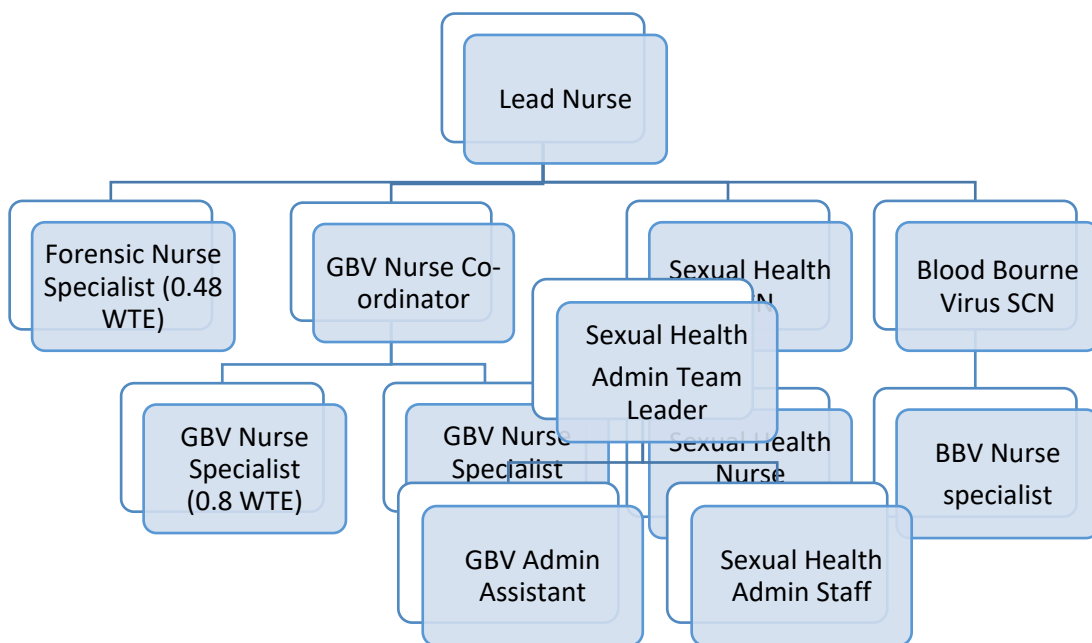 Lead Nurse
Forensic Nurse
Specialist (0.48
WTE)
GBV Nurse Co-
ordinator
Sexual Health
Blood Bourne
Virus SCN
Sexual Health
Admin Team
Leader
GBV Nurse
Specialist
(0.8 WTE)
GBV Nurse
Specialist
Sexual Health
Nurse
BBV Nurse
specialist
GBV Admin
Assistant
Sexual Health
Admin Staff